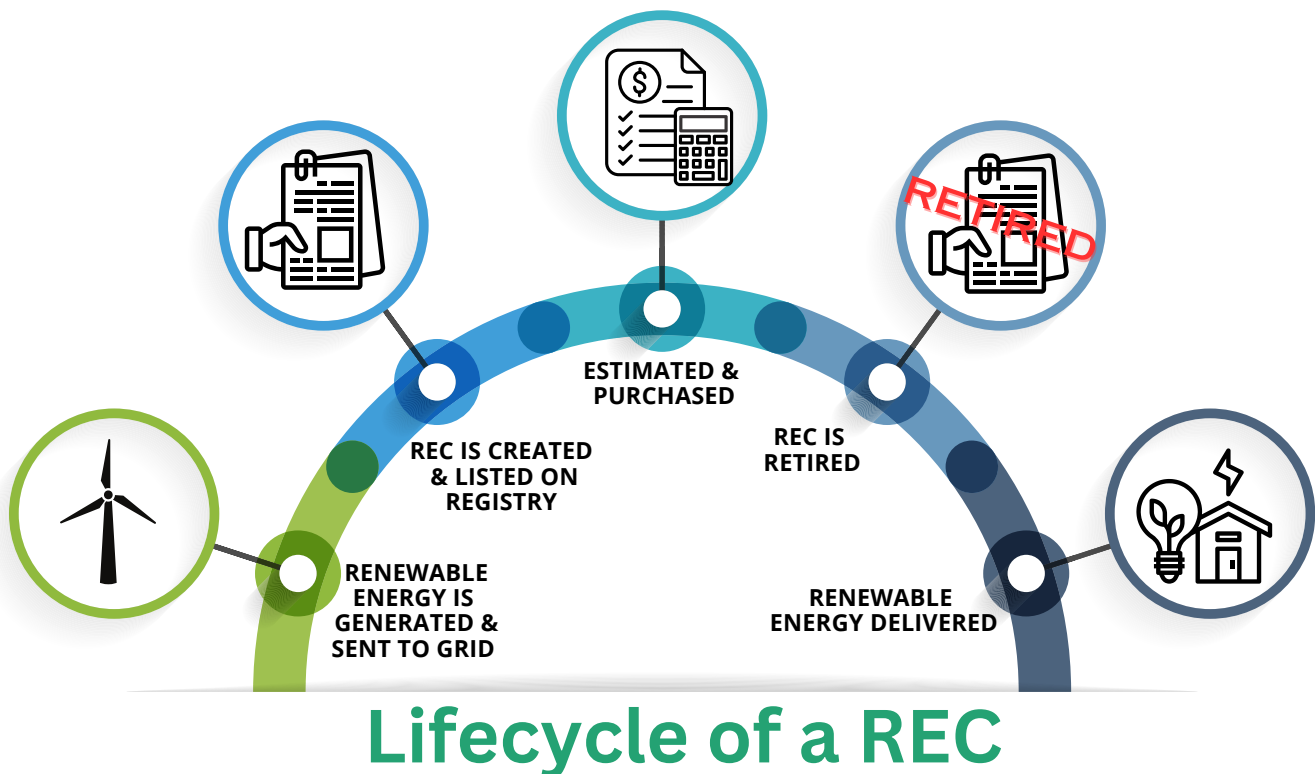 RENEWABLE
ENERGY IS
GENERATED &
SENT TO GRID
REC IS CREATED
& LISTED ON
REGISTRY
$
ESTIMATED &
PURCHASED
RETIRED
REC IS
RETIRED
RENEWABLE
ENERGY DELIVERED
Lifecycle of a REC